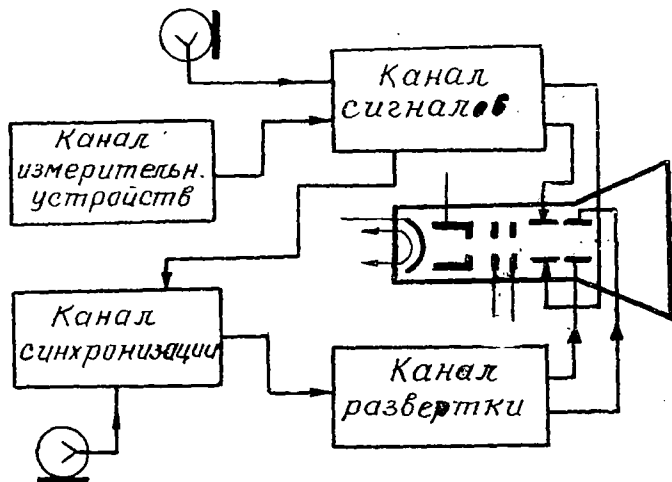 Канал
сигналов
Канал
измерительн.
устройств
Канал
синхронизации
Канал
развертки